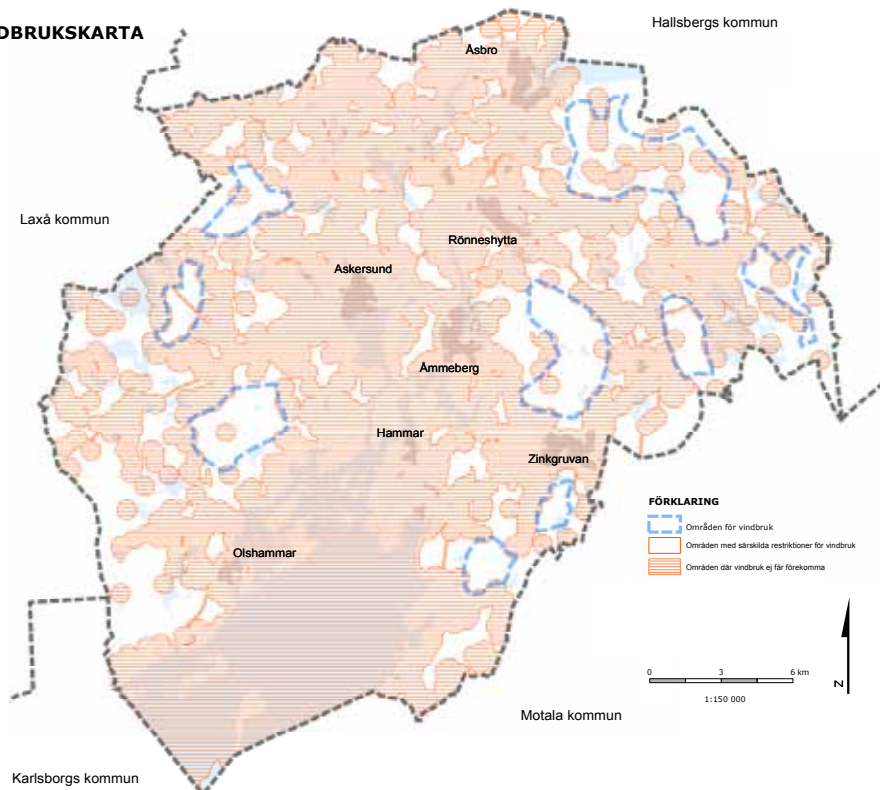 DBRUKSKARTA
Hallsbergs kommun
Åsbro
Laxå kommun
Rönneshytta
Askersund
Åmmeberg
Hammar
Zinkgruvan
Olshammar
FÖRKLARING
Områden för vindbruk
Områden med särskilda restriktioner för vindbruk
Områden där vindbruk ej får förekomma
0 3 6 km
1:150 000
N
Motala kommun
Karlsborgs kommun